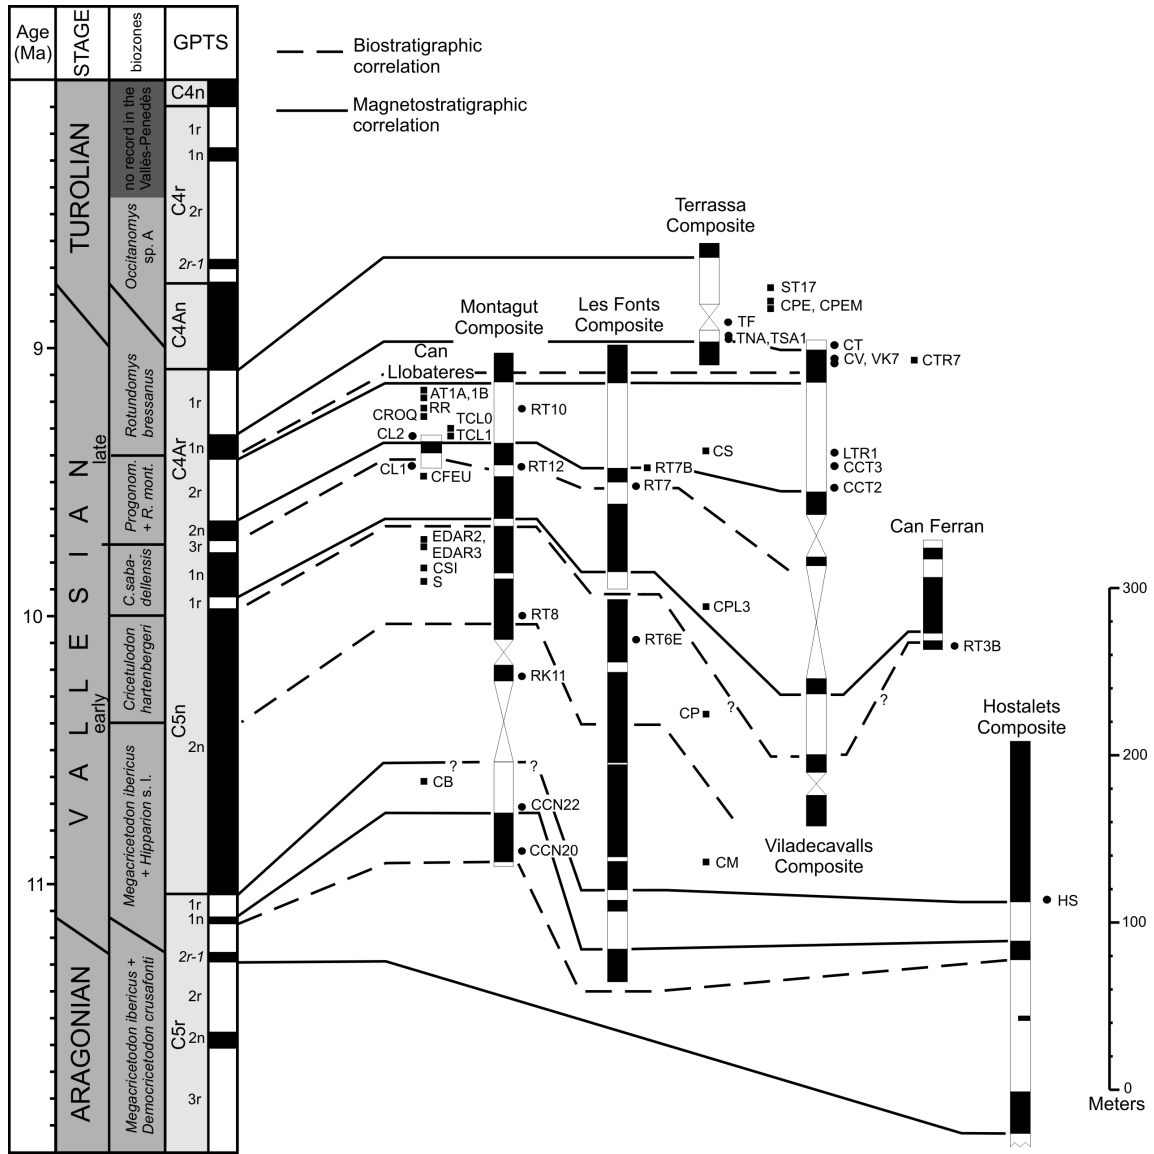 Age
(Ma)
STAGE
biozones
GPTS
9
10
11
TUROLIAN
VALLESIAN
late
early
ARAGONIAN
no record in the
Vallès-Penedès
Occitanomys
sp. A
Rotundomys
bressanus
Progonom.
+ R. mont.
C.saba-
dellensis
Cricetulodon
hartenbergeri
Megacricetodon ibericus
+ Hipparion s. l.
Megacricetodon ibericus +
Democricetodon crusafonti
C4n
C4r
1r
1n
2r
2r-1
C4An
C4Ar
1r
1n
2r
2n
3r
C5n
1n
1r
2n
C5r
1r
1n
2r-1
2r
2n
3r
Biostratigraphic
correlation
Magnetostratigraphic
correlation
Can
Llobateres
AT1A,1B
RR
CROQ
TCL0
TCL1
CL2
CL1
CFEU
EDAR2,
EDAR3
CSI
S
CB
?
Montagut
Composite
RT10
RT12
RT8
RK11
?
CCN22
CCN20
Les Fonts
Composite
RT7B
RT7
RT6E
Terrassa
Composite
ST17
CPE, CPEM
TF
TNA,TSA1
CS
CPL3
CP
CM
?
CT
CV, VK7
CTR7
LTR1
CCT3
CCT2
Viladecavalls
Composite
?
Can Ferran
RT3B
Hostalets
Composite
HS
300
200
100
0
Meters